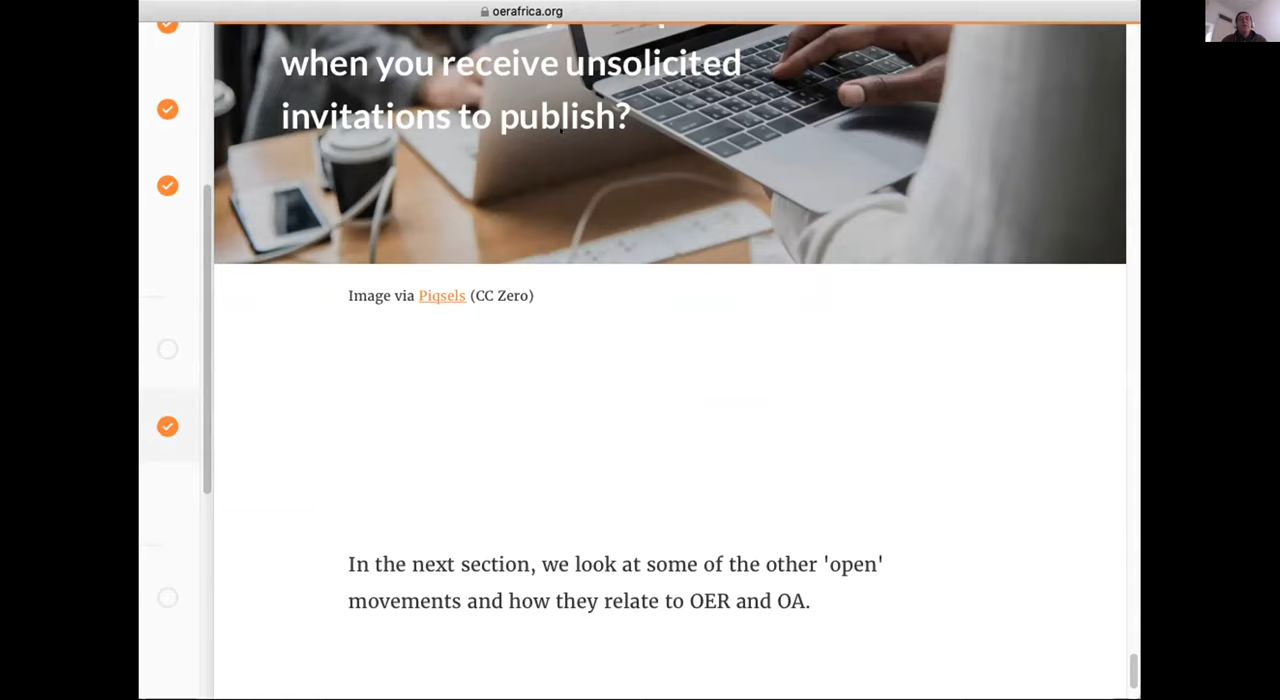 oerafrica.org
when you receive unsolicited
invitations to publish?
Image via Piqsels (CC Zero)
In the next section, we look at some of the other 'open'
movements and how they relate to OER and OA.